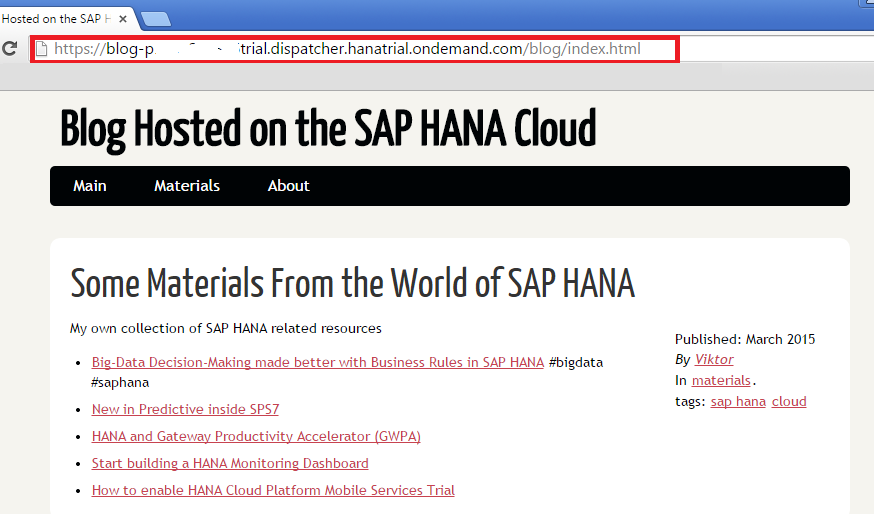 Hosted on the SAP H
https://blog-p trial.dispatcher.hanatrial.ondemand.com/blog/index.html
Blog Hosted on the SAP HANA Cloud
Main Materials About
Some Materials From the World of SAP HANA
My own collection of SAP HANA related resources
Big-Data Decision-Making made better with Business Rules in SAP HANA #bigdata
#saphana
New in Predictive inside SPS7
HANA and Gateway Productivity Accelerator (GWPA)
Start building a HANA Monitoring Dashboard
How to enable HANA Cloud Platform Mobile Services Trial
Published: March 2015
By Viktor
In materials.
tags: sap hana cloud